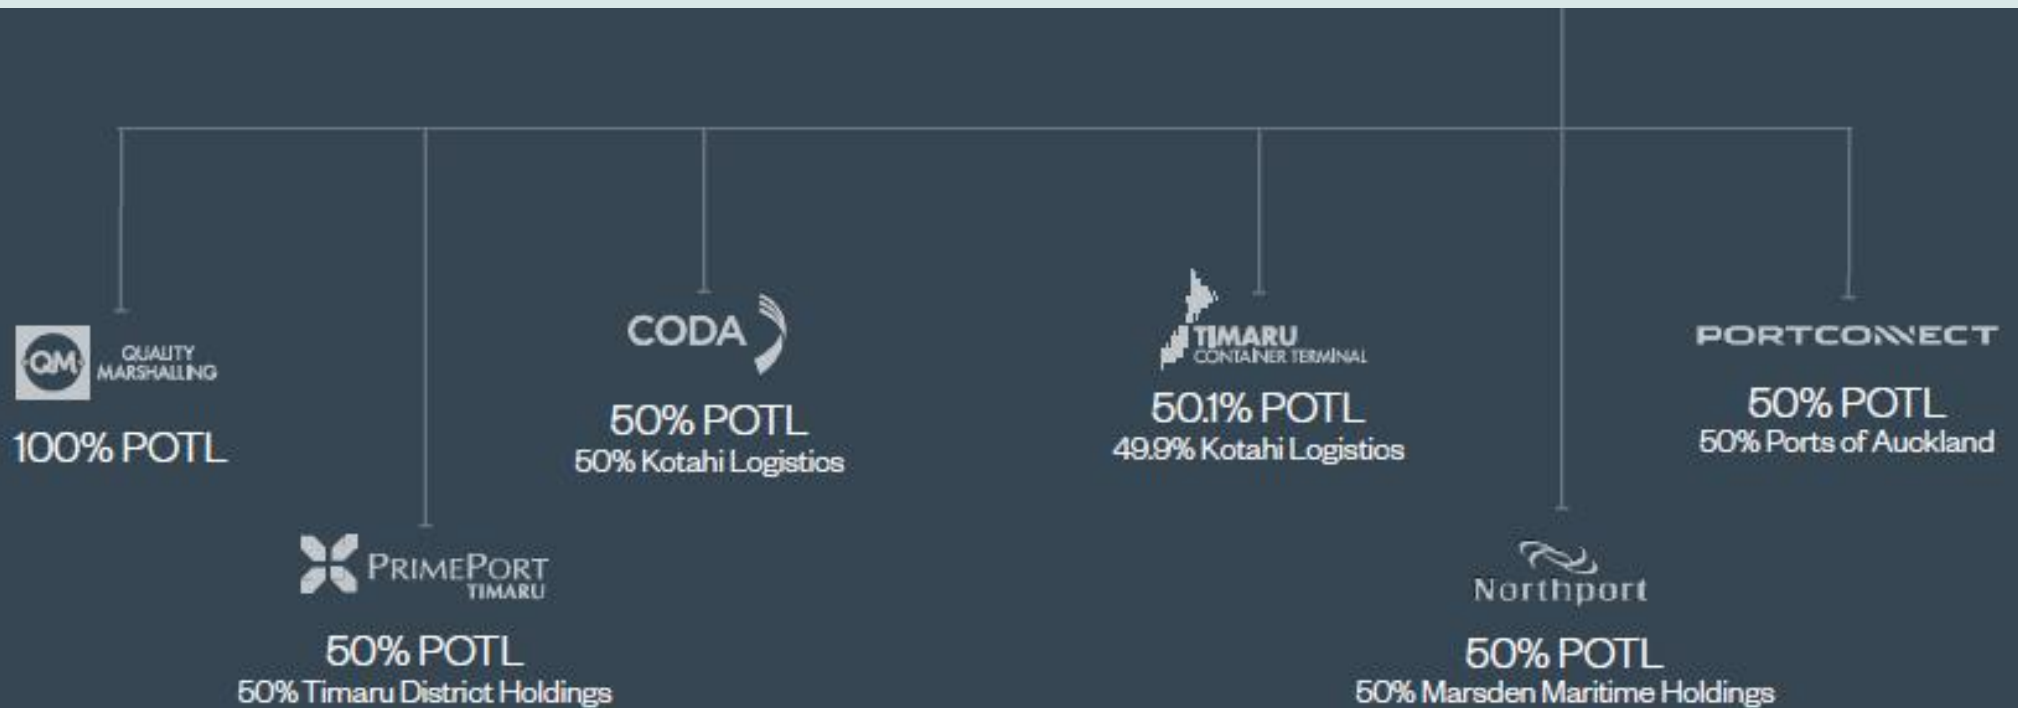 QM
QUALITY
MARSHALLING
100% POTL
PRIMEPORT
TIMARU
50% POTL
50% Timaru District Holdings
CODA
50% POTL
50% Kotahi Logistics
TIMARU
CONTAINER TERMINAL
50.1% POTL
49.9% Kotahi Logistics
Northport
50% POTL
50% Marsden Maritime Holdings
PORTCONNECT
50% POTL
50% Ports of Auckland